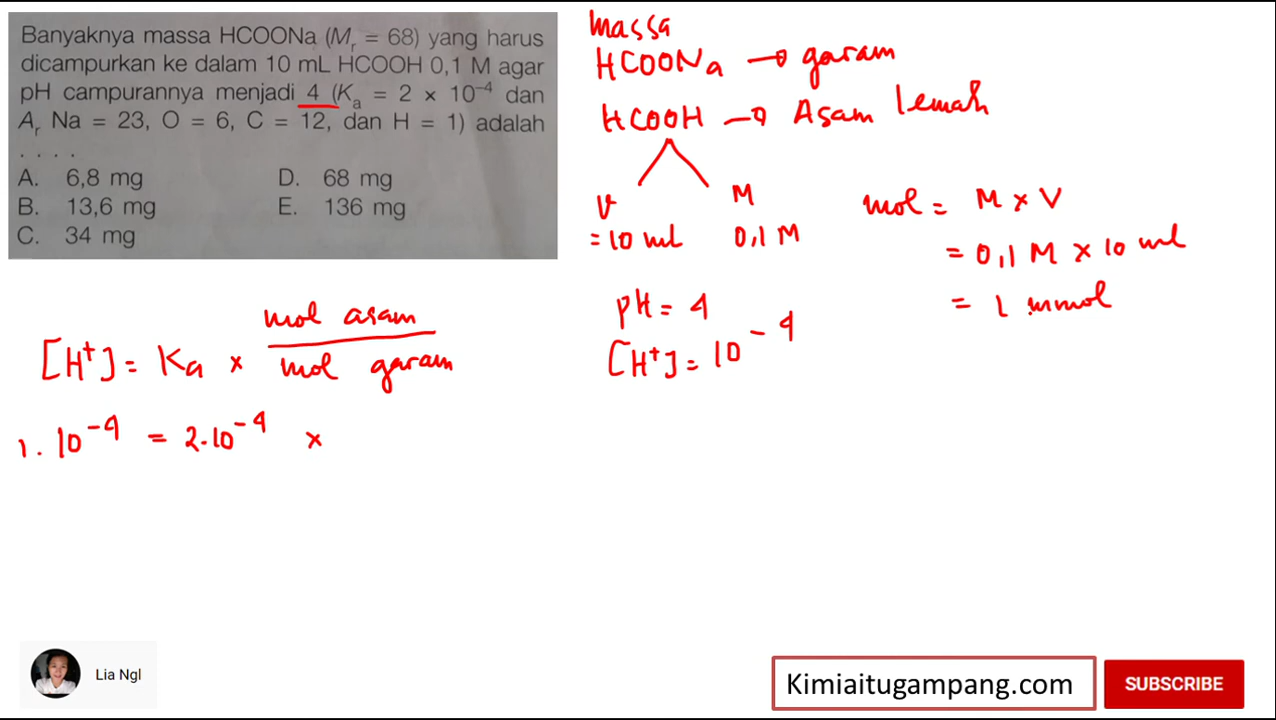 Banyaknya massa HCOONa (Mr = 68) yang harus
dicampurkan ke dalam 10 mL HCOOH 0,1 M agar
pH campurannya menjadi 4 (Ka = 2 × 10⁻⁴ dan
Ar Na = 23, O = 6, C = 12, dan H = 1) adalah
. . . .
A. 6,8 mg
B. 13,6 mg
C. 34 mg
D. 68 mg
E. 136 mg
massa
HCOONa → garam
HCOOH → Asam lemah
V M
= 10 ml 0,1 M
mol = M × V
= 0,1 M × 10 ml
= 1 mmol
pH = 4
[H⁺] = 10⁻⁴
[H⁺] = Ka × mol asam / mol garam
1. 10⁻⁴ = 2.10⁻⁴ ×
Lia Ngl
Kimiaitugampang.com
SUBSCRIBE